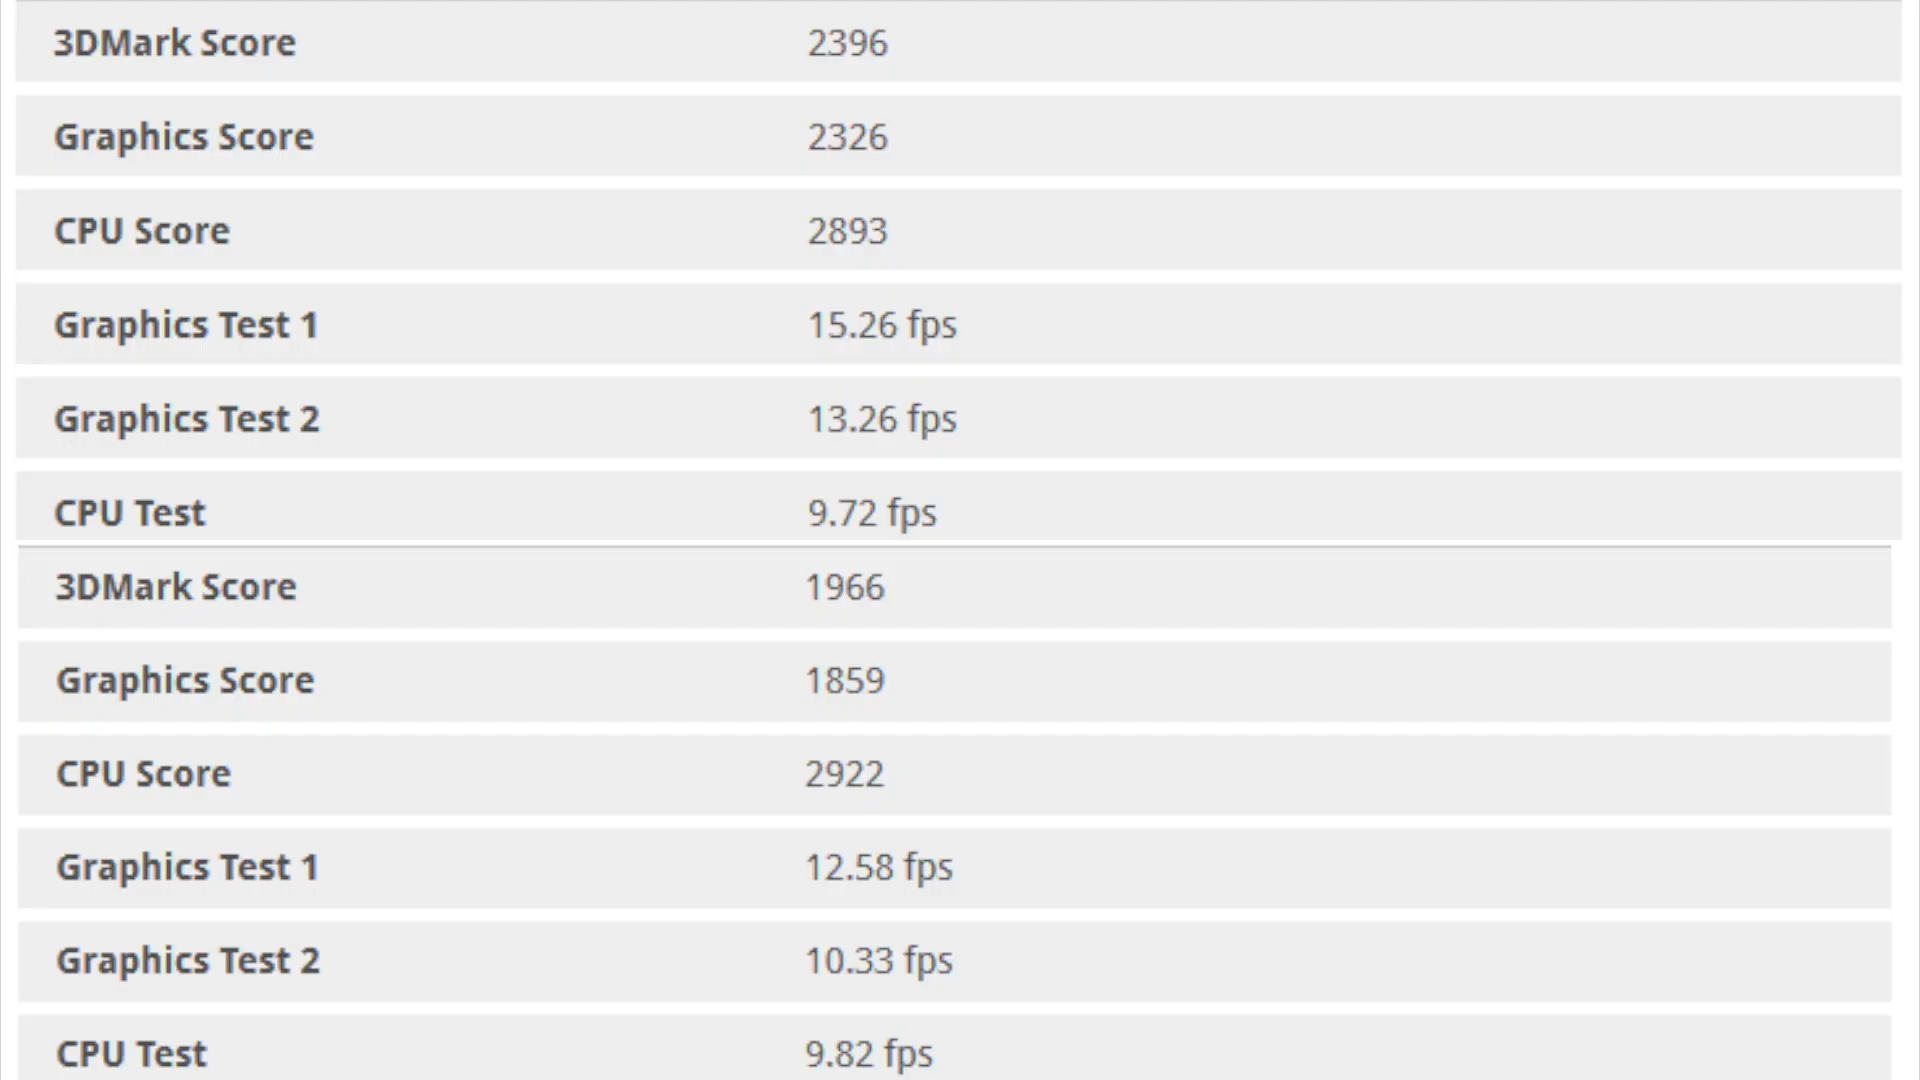 3DMark Score 2396
Graphics Score 2326
CPU Score 2893
Graphics Test 1 15.26 fps
Graphics Test 2 13.26 fps
CPU Test 9.72 fps
3DMark Score 1966
Graphics Score 1859
CPU Score 2922
Graphics Test 1 12.58 fps
Graphics Test 2 10.33 fps
CPU Test 9.82 fps